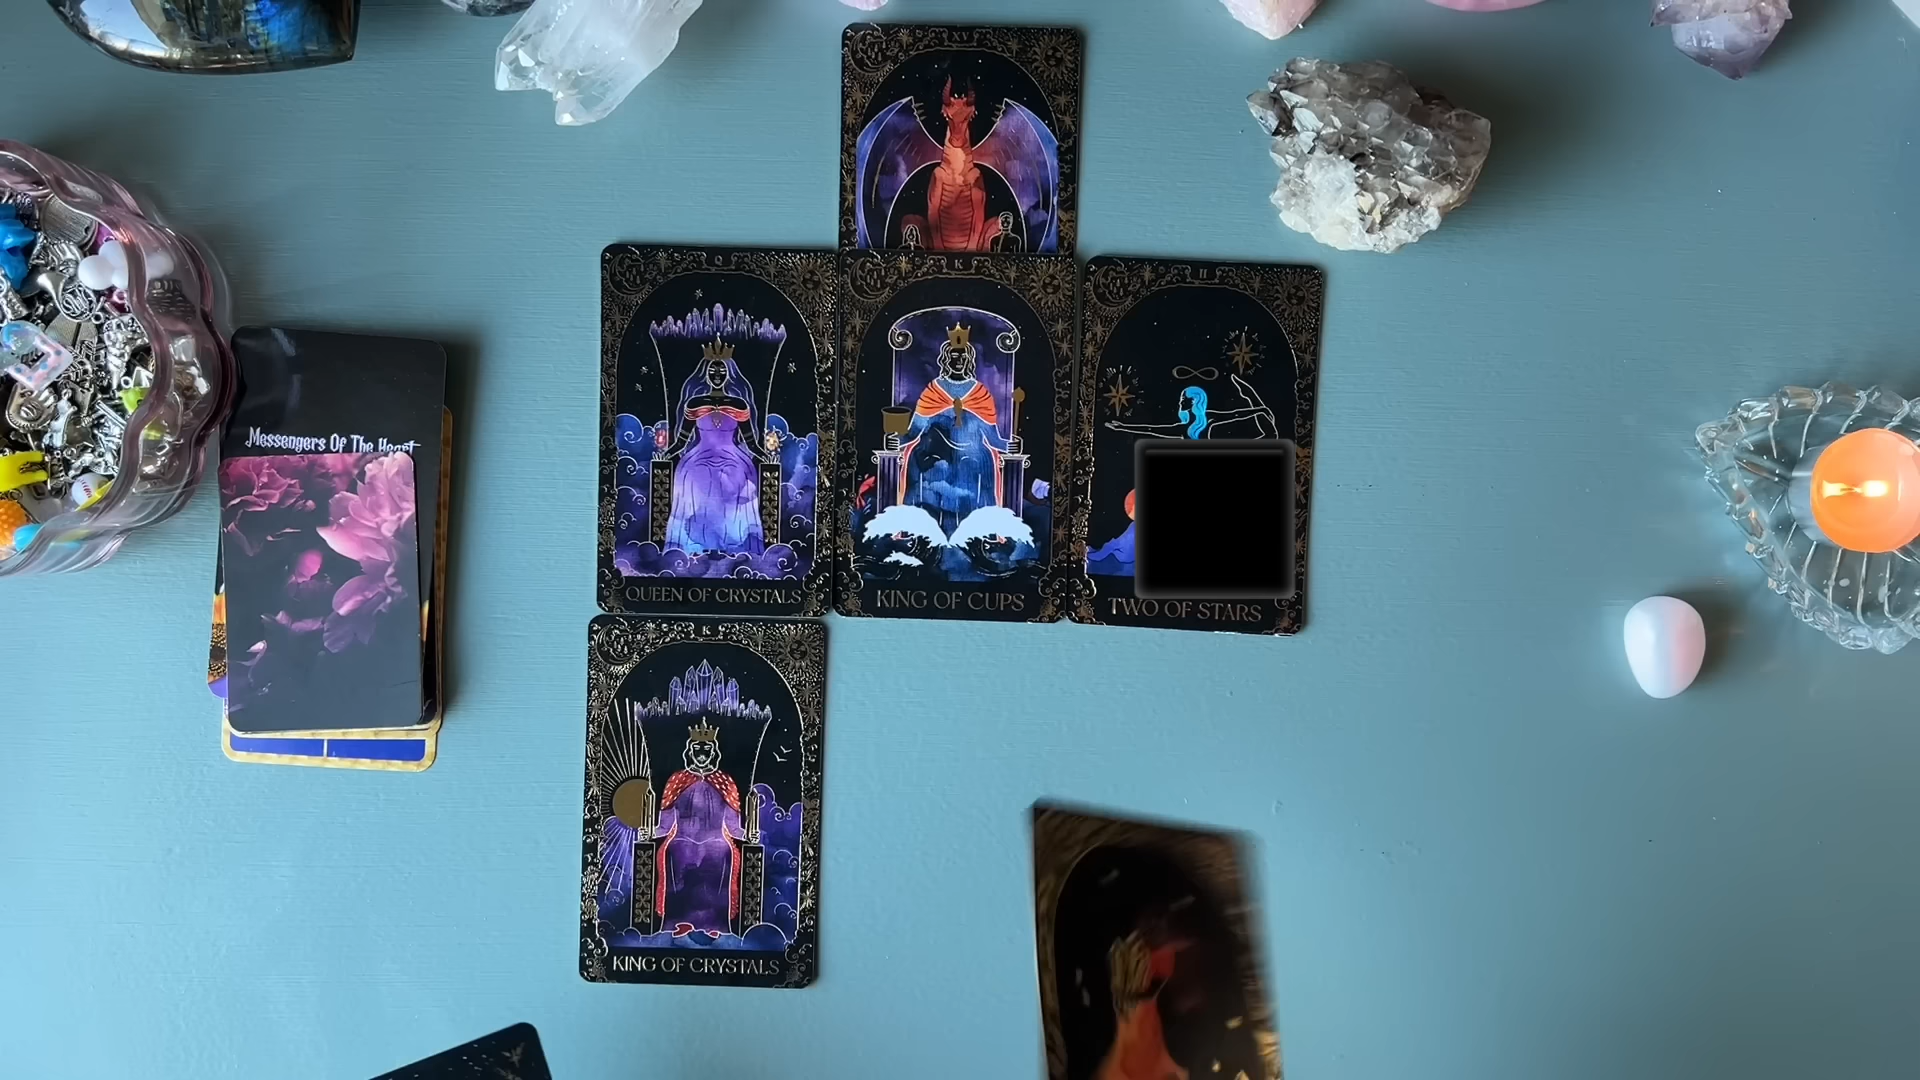 XV
Q
K
II
Messengers Of The Heart
QUEEN OF CRYSTALS
KING OF CUPS
TWO OF STARS
K
KING OF CRYSTALS